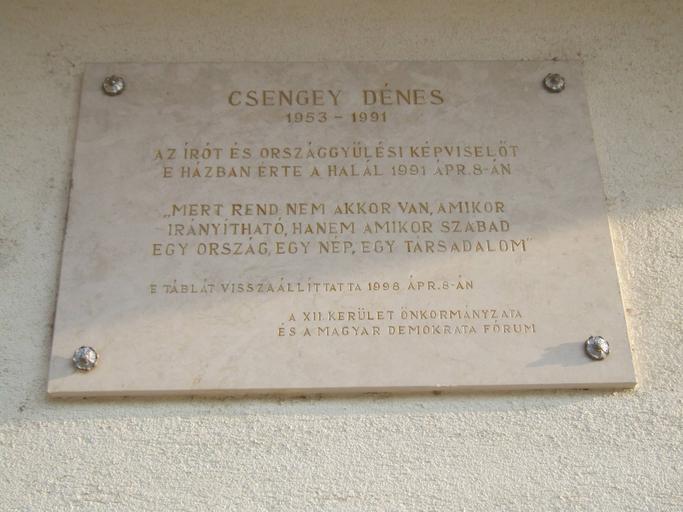 CSENGEY DÉNES
1953 - 1991
AZ ÍRÓT ÉS ORSZÁGGYŰLÉSI KÉPVISELŐT
E HÁZBAN ÉRTE A HALÁL 1991 ÁPR. 8-ÁN
„MERT REND NEM AKKOR VAN, AMIKOR
IRÁNYÍTHATÓ, HANEM AMIKOR SZABAD
EGY ORSZÁG, EGY NÉP, EGY TÁRSADALOM"
E TÁBLÁT VISSZAÁLLÍTTATTA 1998 ÁPR. 8-ÁN
A XII. KERÜLET ÖNKORMÁNYZATA
ÉS A MAGYAR DEMOKRATA FÓRUM